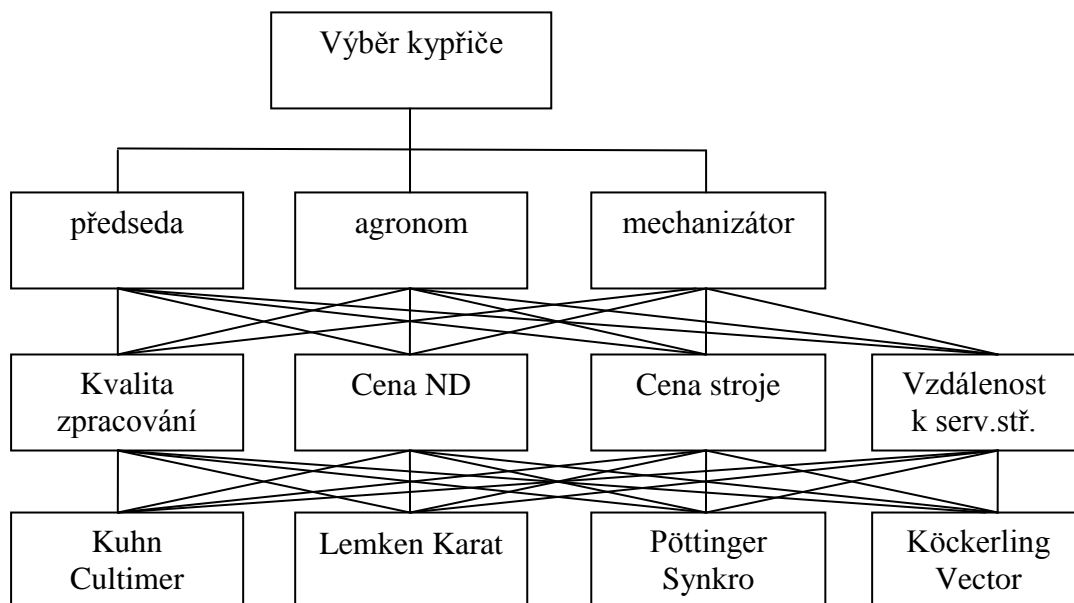 Výběr kypřiče
předseda
agronom
mechanizátor
Kvalita
zpracování
Cena ND
Cena stroje
Vzdálenost
k serv.stř.
Kuhn
Cultimer
Lemken Karat
Pöttinger
Synkro
Köckerling
Vector